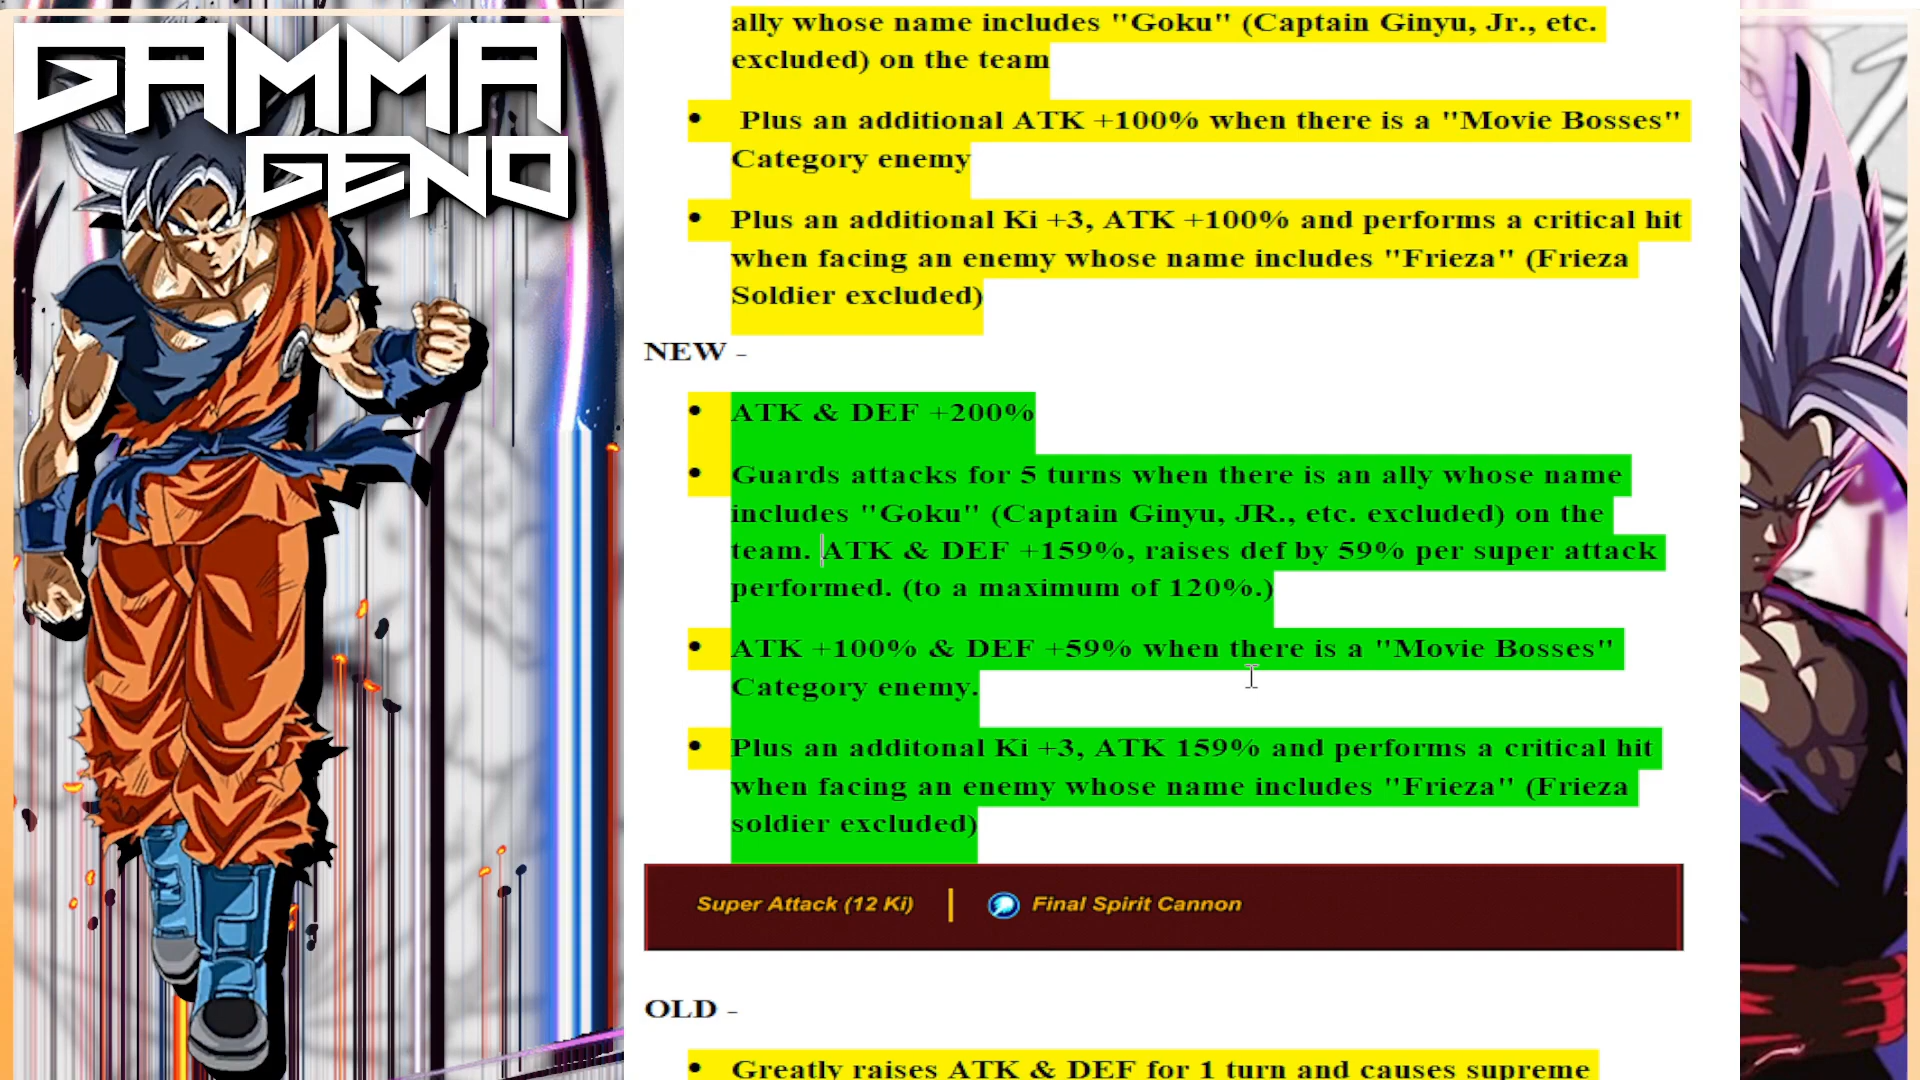 GAMMA
GENO
ally whose name includes "Goku" (Captain Ginyu, Jr., etc.
excluded) on the team
• Plus an additional ATK +100% when there is a "Movie Bosses"
Category enemy
• Plus an additional Ki +3, ATK +100% and performs a critical hit
when facing an enemy whose name includes "Frieza" (Frieza
Soldier excluded)
NEW -
• ATK & DEF +200%
• Guards attacks for 5 turns when there is an ally whose name
includes "Goku" (Captain Ginyu, JR., etc. excluded) on the
team. ATK & DEF +159%, raises def by 59% per super attack
performed. (to a maximum of 120%.)
• ATK +100% & DEF +59% when there is a "Movie Bosses"
Category enemy.
• Plus an additonal Ki +3, ATK 159% and performs a critical hit
when facing an enemy whose name includes "Frieza" (Frieza
soldier excluded)
Super Attack (12 Ki) | Final Spirit Cannon
OLD -
• Greatly raises ATK & DEF for 1 turn and causes supreme